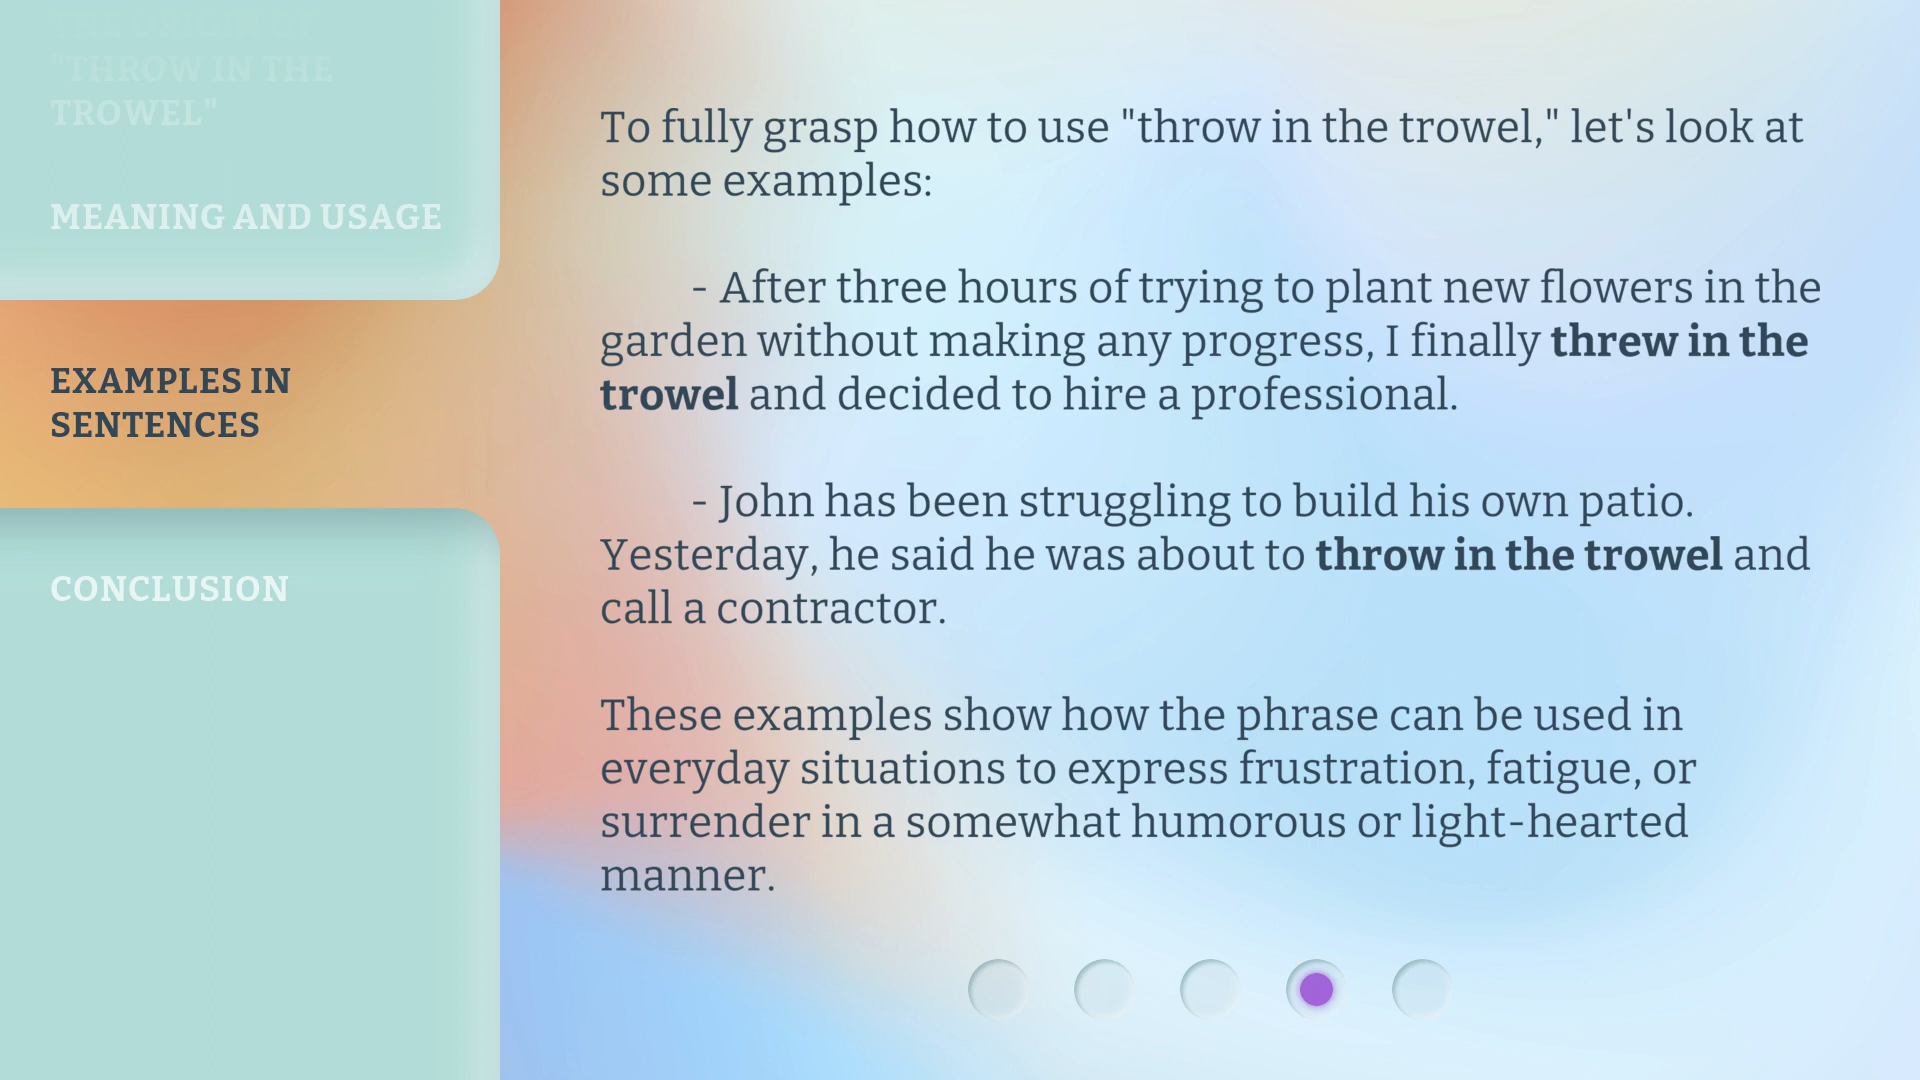 THE ORIGIN OF
"THROW IN THE
TROWEL"
MEANING AND USAGE
EXAMPLES IN
SENTENCES
CONCLUSION
To fully grasp how to use "throw in the trowel," let's look at
some examples:
- After three hours of trying to plant new flowers in the
garden without making any progress, I finally threw in the
trowel and decided to hire a professional.
- John has been struggling to build his own patio.
Yesterday, he said he was about to throw in the trowel and
call a contractor.
These examples show how the phrase can be used in
everyday situations to express frustration, fatigue, or
surrender in a somewhat humorous or light-hearted
manner.